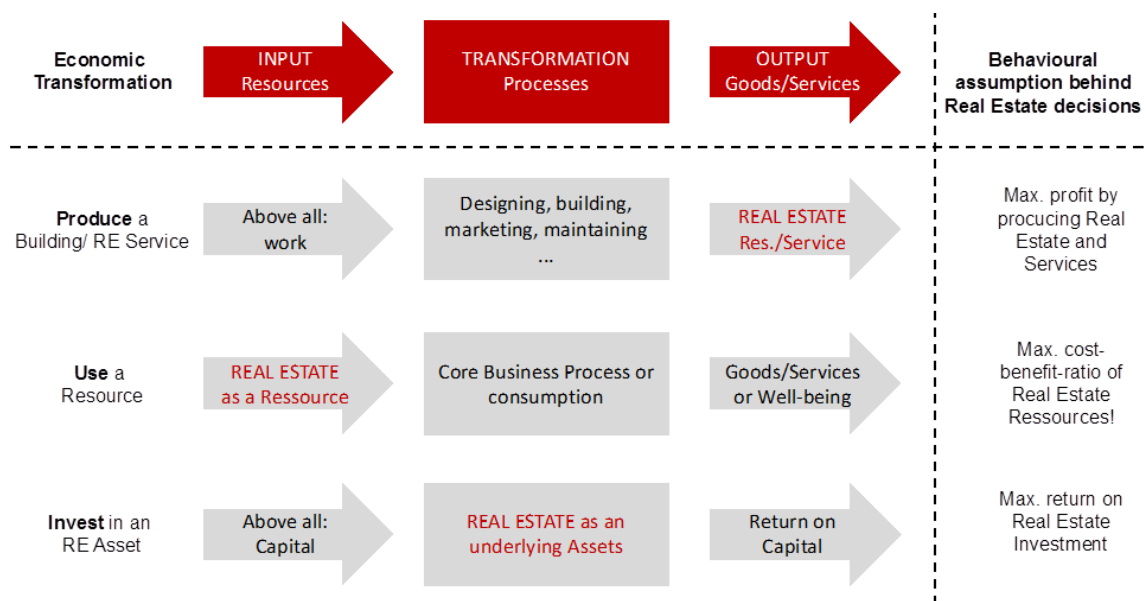 Economic
Transformation
INPUT
Resources
TRANSFORMATION
Processes
OUTPUT
Goods/Services
Behavioural
assumption behind
Real Estate decisions
Produce a
Building/ RE Service
Above all:
work
Designing, building,
marketing, maintaining
...
REAL ESTATE
Res./Service
Max. profit by
procucing Real
Estate and
Services
Use a
Resource
REAL ESTATE
as a Ressource
Core Business Process or
consumption
Goods/Services
or Well-being
Max. cost-
benefit-ratio of
Real Estate
Ressources!
Invest in an
RE Asset
Above all:
Capital
REAL ESTATE as an
underlying Assets
Return on
Capital
Max. return on
Real Estate
Investment